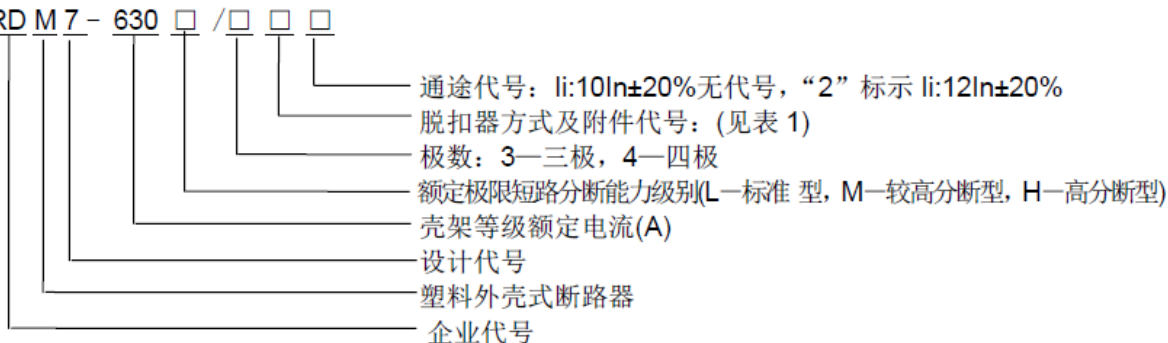 RD M 7 - 630 □ /□ □ □
通途代号：Ii:10In±20%无代号，“2”标示 Ii:12In±20%
脱扣器方式及附件代号：(见表 1)
极数：3—三极，4—四极
额定极限短路分断能力级别(L—标准 型，M—较高分断型，H—高分断型)
壳架等级额定电流(A)
设计代号
塑料外壳式断路器
企业代号